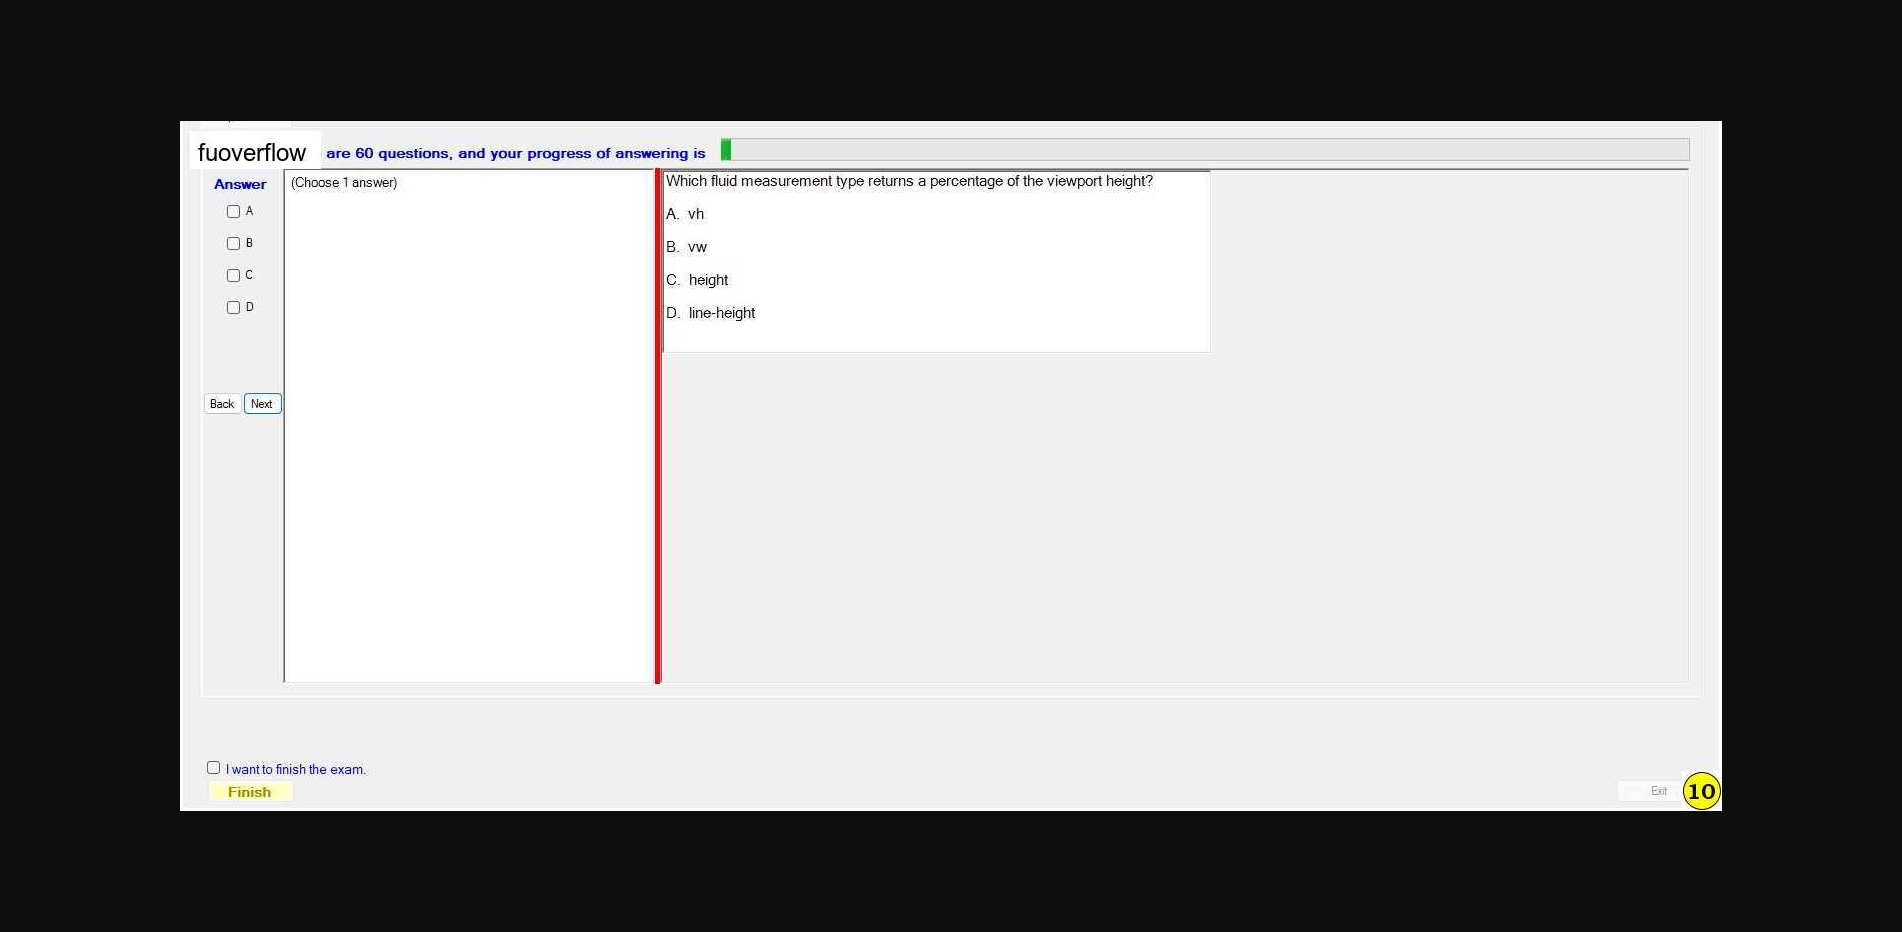 fuoverflow are 60 questions, and your progress of answering is
Answer
(Choose 1 answer)
A
B
C
D
Back Next
Which fluid measurement type returns a percentage of the viewport height?
A. vh
B. vw
C. height
D. line-height
I want to finish the exam.
Finish
Exit
10